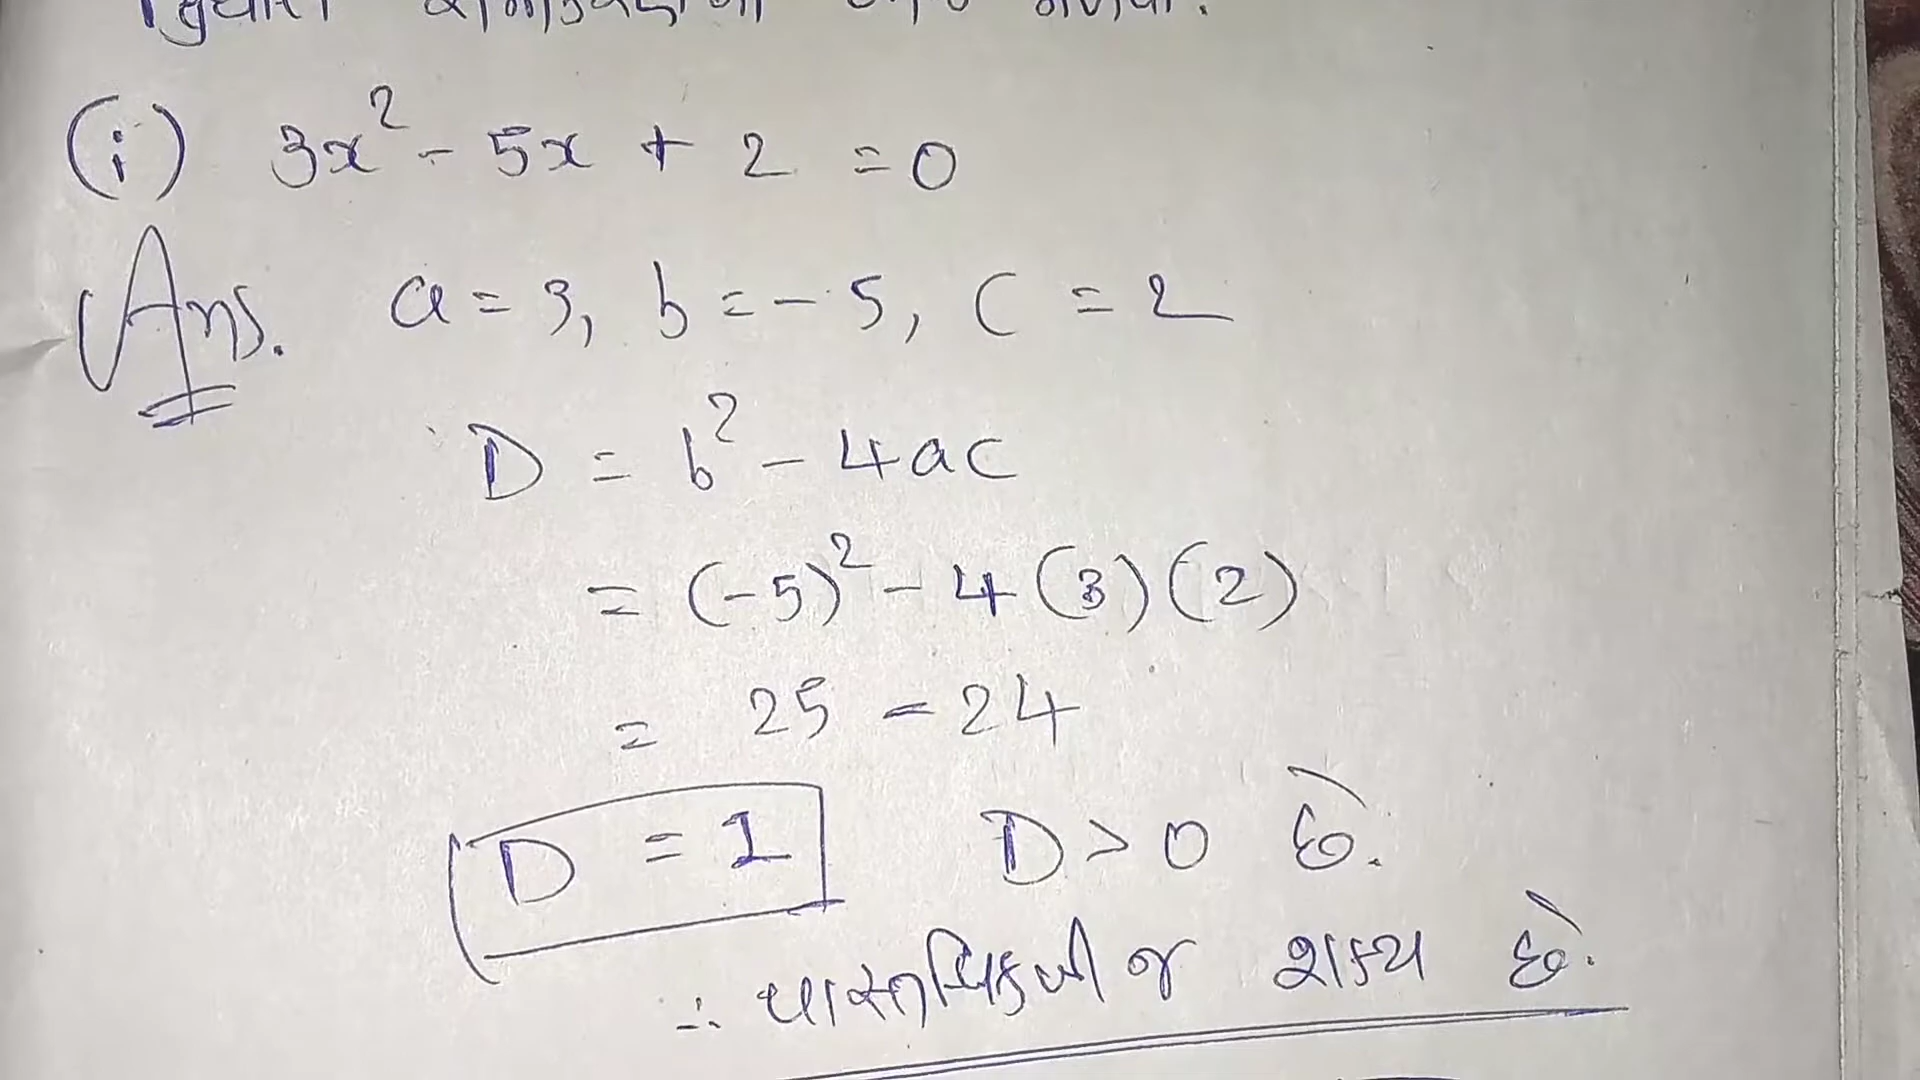 (i) 3x² - 5x + 2 = 0
Ans. a = 3, b = - 5, C = 2
D = b² - 4ac
= (-5)² - 4 (3) (2)
= 25 - 24
D = 1 D > 0 છે.
∴ વાસ્તવિક બીજ શક્ય છે.